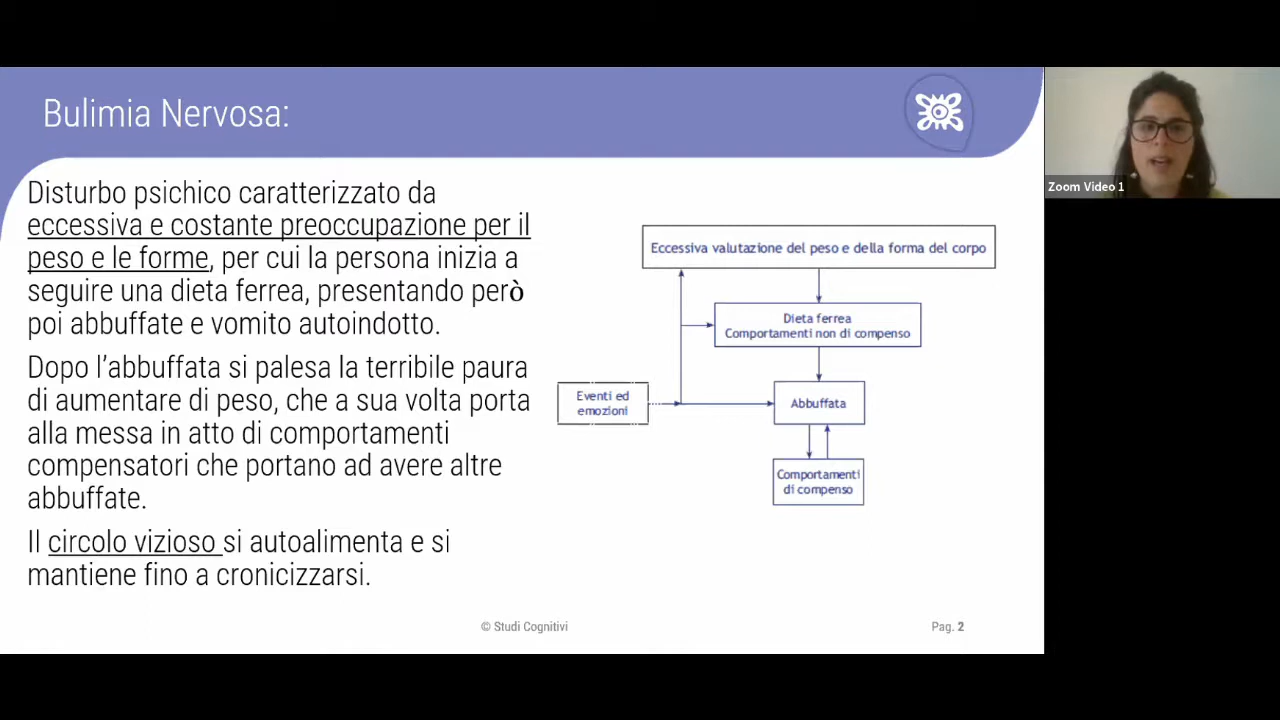 Bulimia Nervosa:
Disturbo psichico caratterizzato da
eccessiva e costante preoccupazione per il
peso e le forme, per cui la persona inizia a
seguire una dieta ferrea, presentando però
poi abbuffate e vomito autoindotto.
Dopo l’abbuffata si palesa la terribile paura
di aumentare di peso, che a sua volta porta
alla messa in atto di comportamenti
compensatori che portano ad avere altre
abbuffate.
Il circolo vizioso si autoalimenta e si
mantiene fino a cronicizzarsi.
Eccessiva valutazione del peso e della forma del corpo
Dieta ferrea
Comportamenti non di compenso
Eventi ed
emozioni
Abbuffata
Comportamenti
di compenso
© Studi Cognitivi
Pag. 2
Zoom Video 1